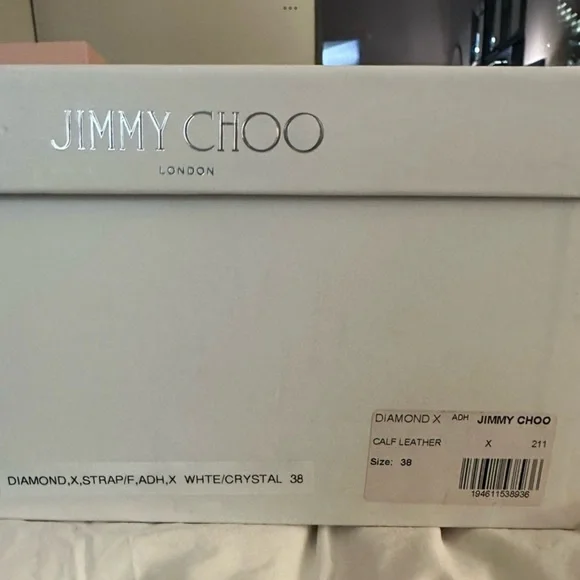 JIMMY CHOO
LONDON
DIAMOND X ADH JIMMY CHOO
CALF LEATHER X 211
Size: 38
194611538936
DIAMOND,X,STRAP/F,ADH,X WHTE/CRYSTAL 38